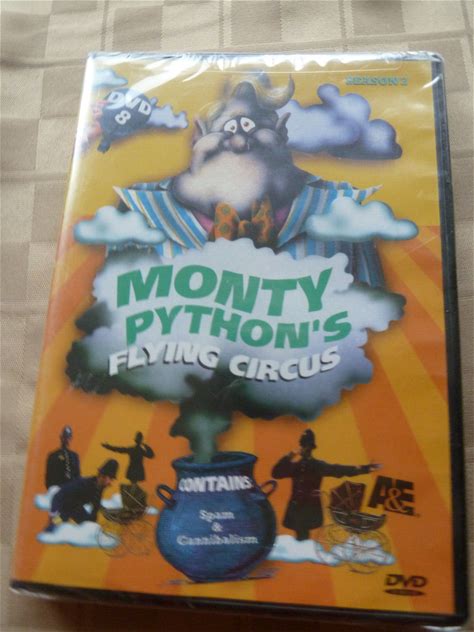 SEASON 2
DVD
8
MONTY
PYTHON'S
FLYING CIRCUS
CONTAINS
Spam
&
Cannibalism
A&E
DVD